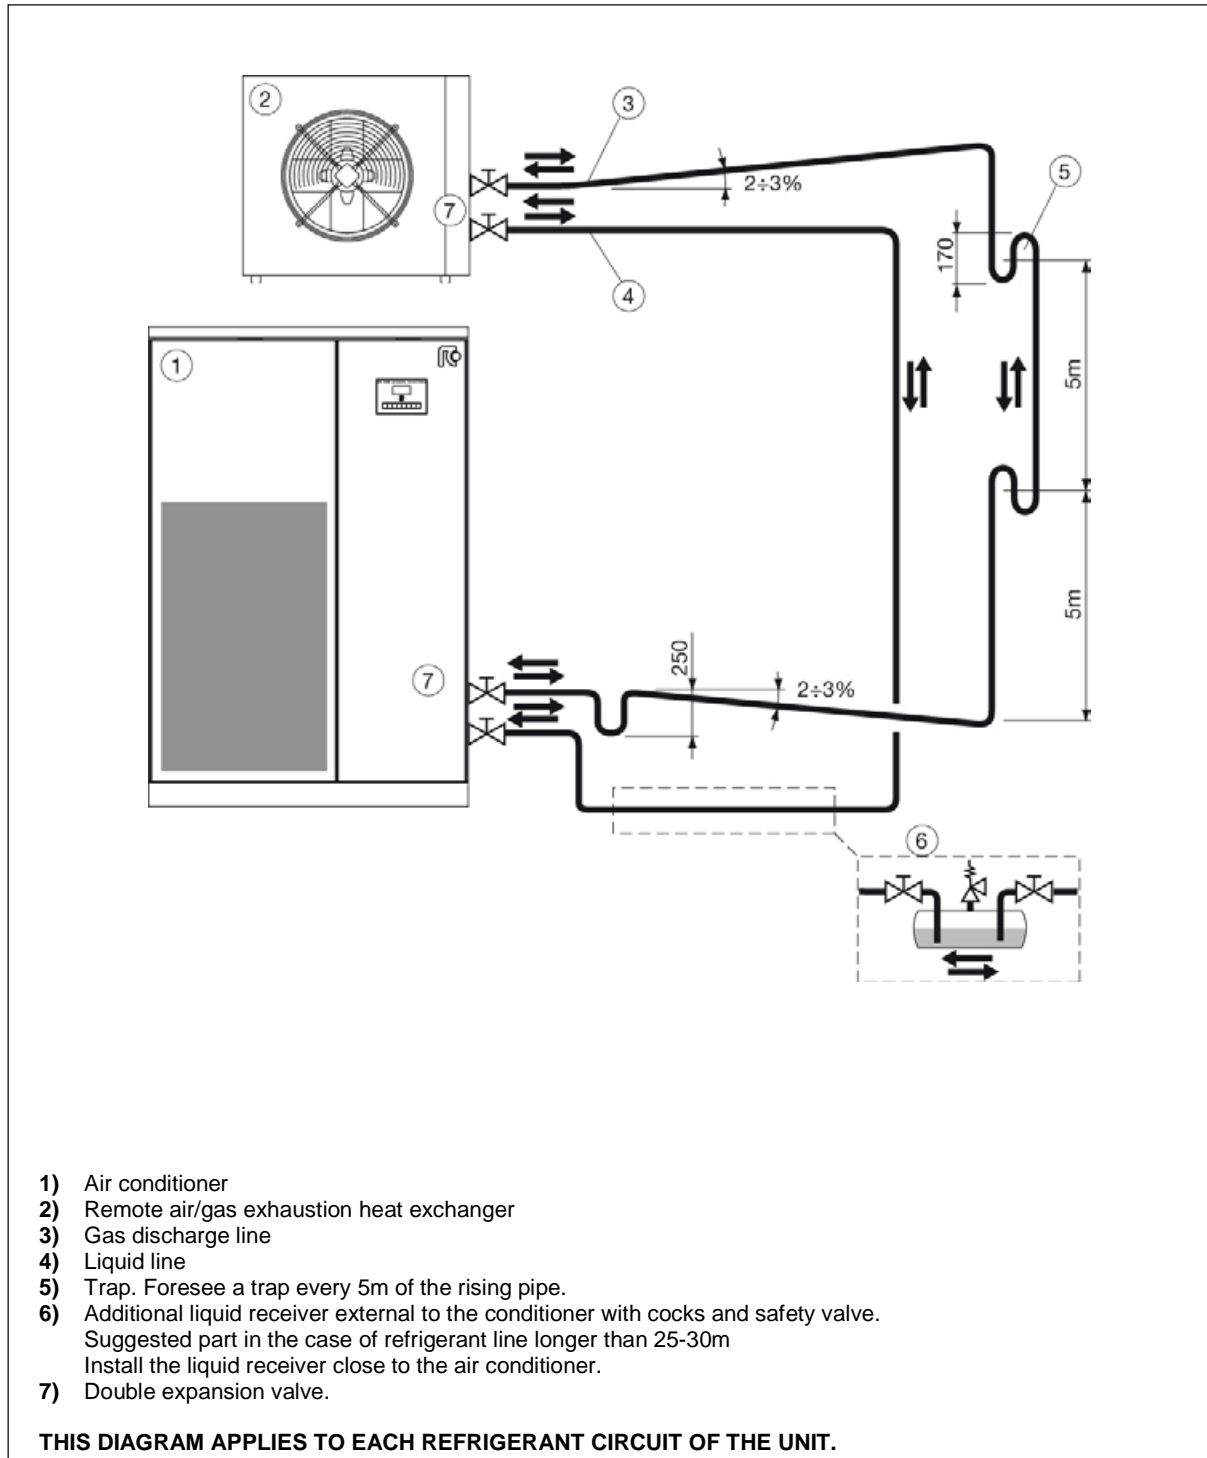 2
3
2÷3%
5
7
170
4
1
5m
5m
250
7
2÷3%
6
1) Air conditioner
2) Remote air/gas exhaustion heat exchanger
3) Gas discharge line
4) Liquid line
5) Trap. Foresee a trap every 5m of the rising pipe.
6) Additional liquid receiver external to the conditioner with cocks and safety valve.
Suggested part in the case of refrigerant line longer than 25-30m
Install the liquid receiver close to the air conditioner.
7) Double expansion valve.
THIS DIAGRAM APPLIES TO EACH REFRIGERANT CIRCUIT OF THE UNIT.